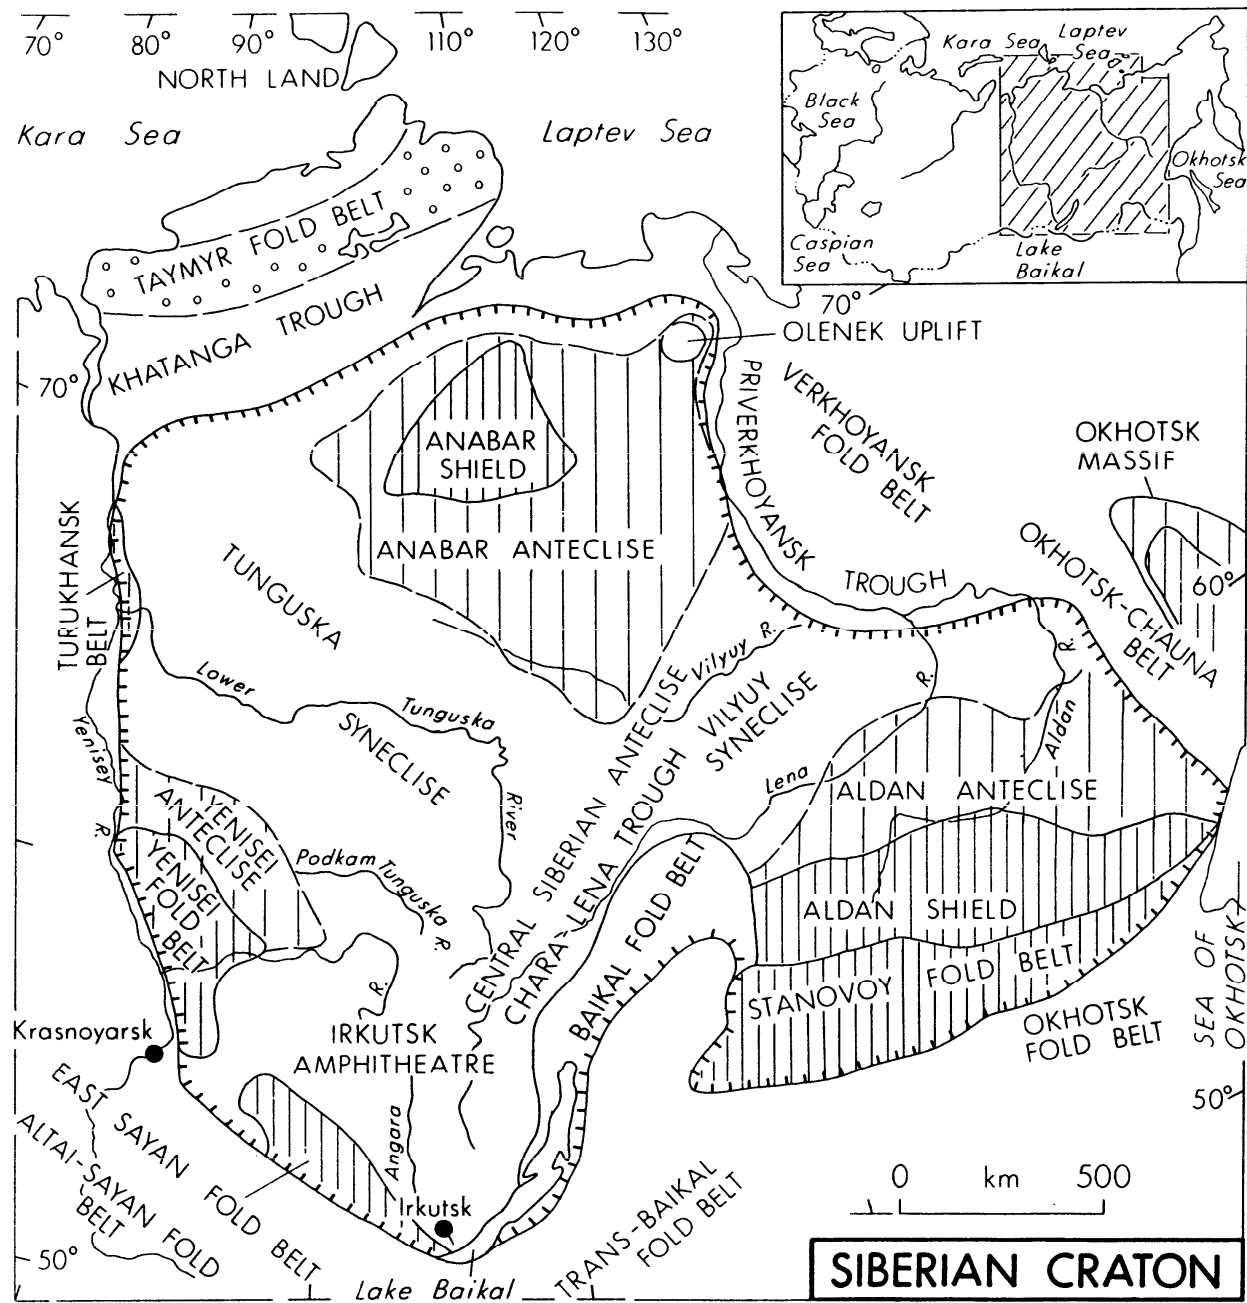 70° 80° 90° 110° 120° 130°
NORTH LAND
Kara Sea
Laptev Sea
Kara Sea
Laptev
Sea
Black
Sea
Okhotsk
Sea
Caspian
Sea
Lake
Baikal
TAYMYR FOLD BELT
KHATANGA TROUGH
70°
OLENEK UPLIFT
70°
PRIVERKHOYANSK
TROUGH
VERKHOYANSK
FOLD BELT
OKHOTSK
MASSIF
ANABAR
SHIELD
ANABAR ANTECLISE
TURUKHANSK
BELT
TUNGUSKA
SYNECLISE
OKHOTSK-CHAUNA
BELT
60°
Lower
Tunguska
River
Yenisey
R.
Vilyuy R.
VILYUY
SYNECLISE
R.
R.
Aldan
Lena
CENTRAL SIBERIAN ANTECLISE
CHARA-LENA TROUGH
ALDAN ANTECLISE
YENISEI
ANTECLISE
YENISEI
FOLD
BELT
Podkam Tunguska
R.
BAIKAL FOLD BELT
ALDAN SHIELD
STANOVOY FOLD BELT
OKHOTSK
FOLD BELT
SEA OF
OKHOTSK
R.
Krasnoyarsk
IRKUTSK
AMPHITHEATRE
50°
EAST SAYAN FOLD BELT
ALTAI-SAYAN FOLD
BELT
Angara
Irkutsk
TRANS-BAIKAL
FOLD BELT
0 km 500
50°
Lake Baikal
SIBERIAN CRATON